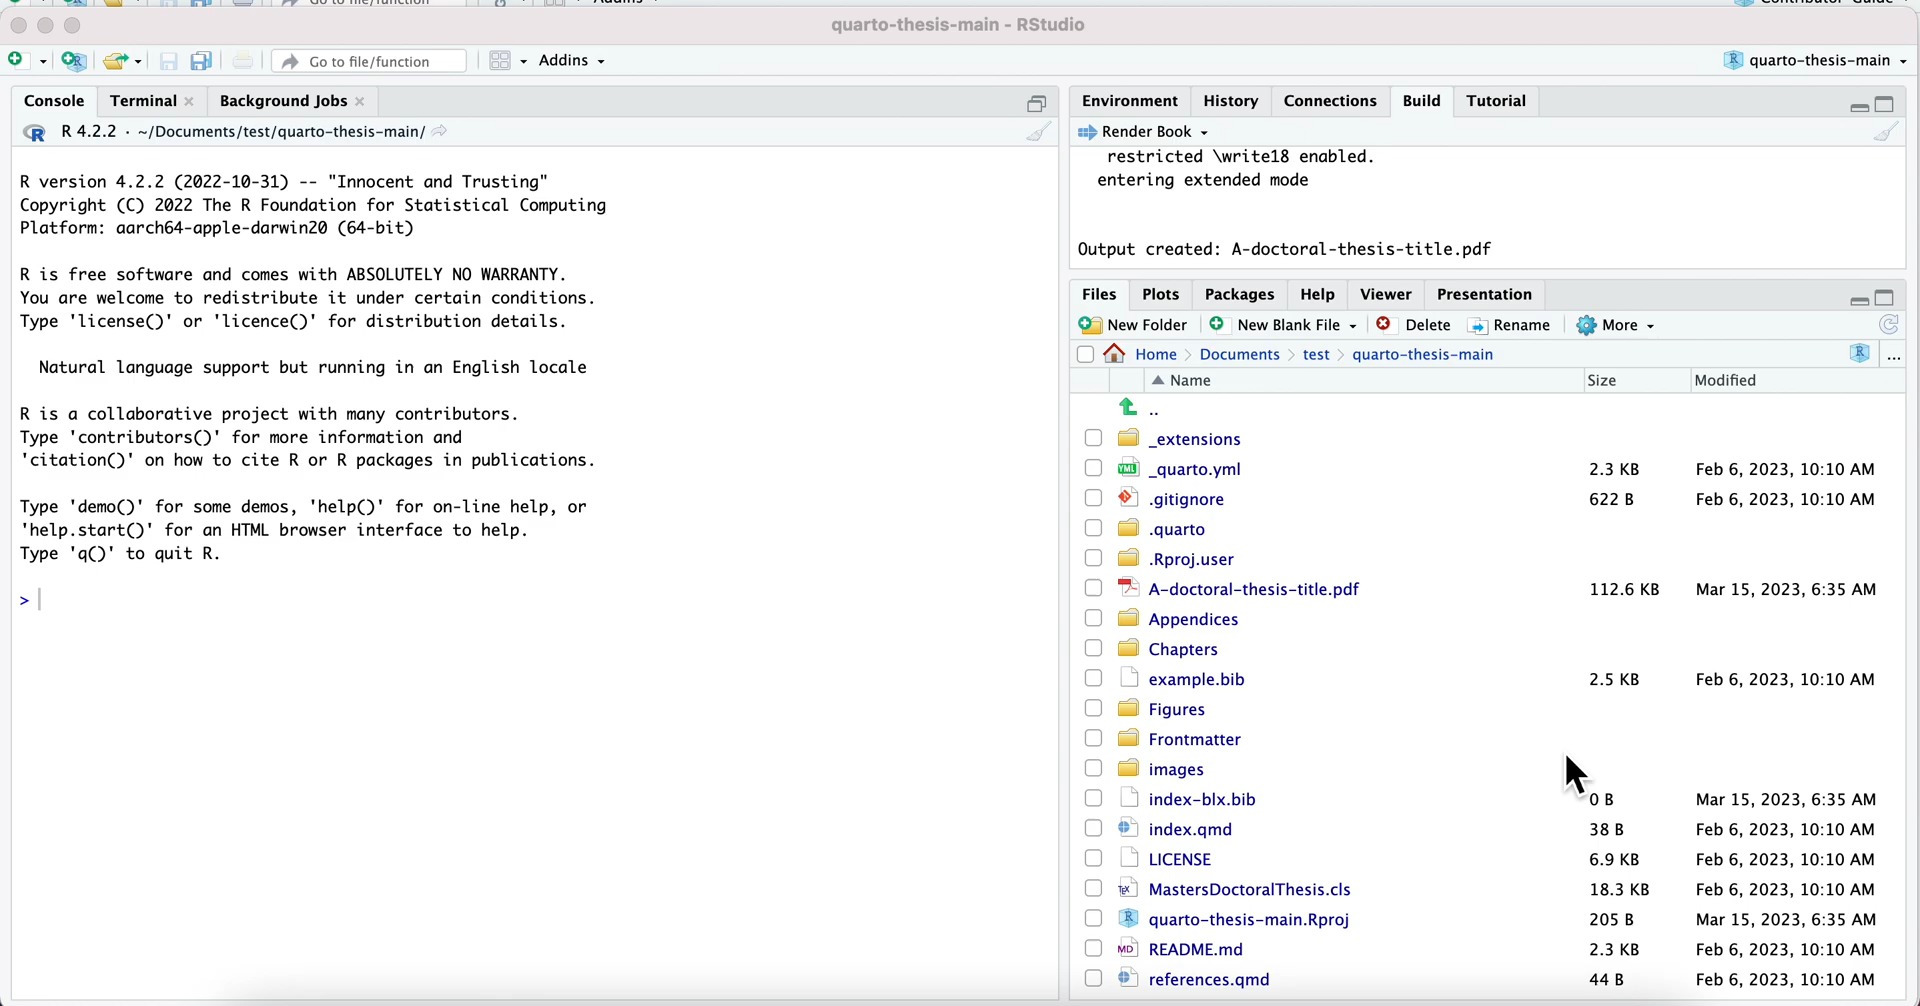 Go to file/function
Addins
Contributor Guide
quarto-thesis-main - RStudio
Go to file/function
Addins
quarto-thesis-main
Console
Terminal
Background Jobs
R 4.2.2 · ~/Documents/test/quarto-thesis-main/
R version 4.2.2 (2022-10-31) -- "Innocent and Trusting"
Copyright (C) 2022 The R Foundation for Statistical Computing
Platform: aarch64-apple-darwin20 (64-bit)
R is free software and comes with ABSOLUTELY NO WARRANTY.
You are welcome to redistribute it under certain conditions.
Type 'license()' or 'licence()' for distribution details.
Natural language support but running in an English locale
R is a collaborative project with many contributors.
Type 'contributors()' for more information and
'citation()' on how to cite R or R packages in publications.
Type 'demo()' for some demos, 'help()' for on-line help, or
'help.start()' for an HTML browser interface to help.
Type 'q()' to quit R.
>
Environment
History
Connections
Build
Tutorial
Render Book
restricted \write18 enabled.
entering extended mode
Output created: A-doctoral-thesis-title.pdf
Files
Plots
Packages
Help
Viewer
Presentation
New Folder
New Blank File
Delete
Rename
More
Home
Documents
test
quarto-thesis-main
...
Name
Size
Modified
..
_extensions
_quarto.yml 2.3 KB Feb 6, 2023, 10:10 AM
.gitignore 622 B Feb 6, 2023, 10:10 AM
.quarto
.Rproj.user
A-doctoral-thesis-title.pdf 112.6 KB Mar 15, 2023, 6:35 AM
Appendices
Chapters
example.bib 2.5 KB Feb 6, 2023, 10:10 AM
Figures
Frontmatter
images
index-blx.bib 0 B Mar 15, 2023, 6:35 AM
index.qmd 38 B Feb 6, 2023, 10:10 AM
LICENSE 6.9 KB Feb 6, 2023, 10:10 AM
MastersDoctoralThesis.cls 18.3 KB Feb 6, 2023, 10:10 AM
quarto-thesis-main.Rproj 205 B Mar 15, 2023, 6:35 AM
README.md 2.3 KB Feb 6, 2023, 10:10 AM
references.qmd 44 B Feb 6, 2023, 10:10 AM